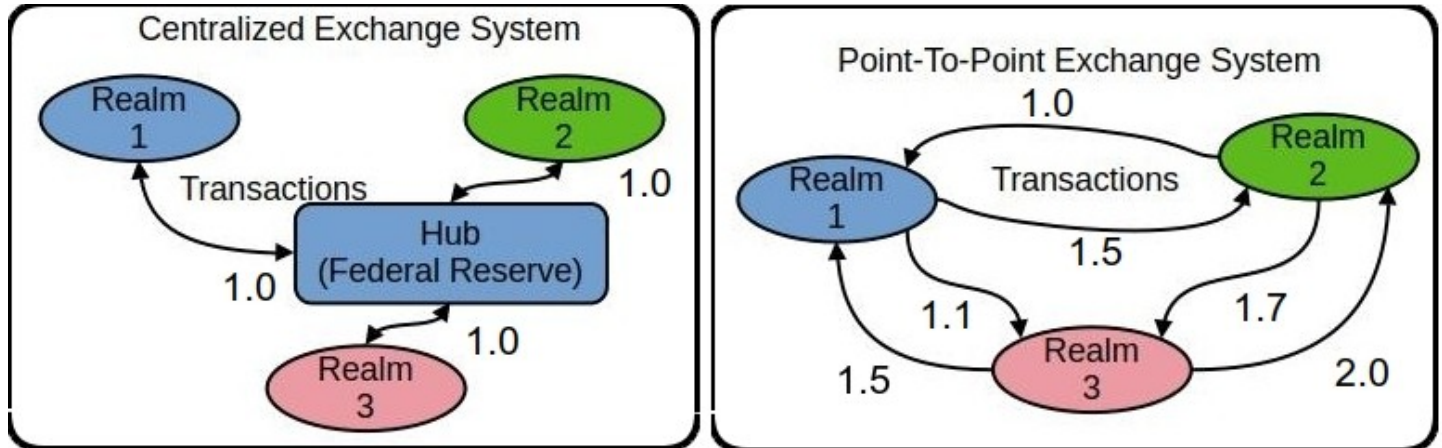 Centralized Exchange System
Realm
1
Realm
2
Transactions
1.0
Hub
(Federal Reserve)
1.0
1.0
Realm
3
Point-To-Point Exchange System
1.0
Realm
2
Realm
1
Transactions
1.5
1.1
1.7
Realm
3
1.5
2.0